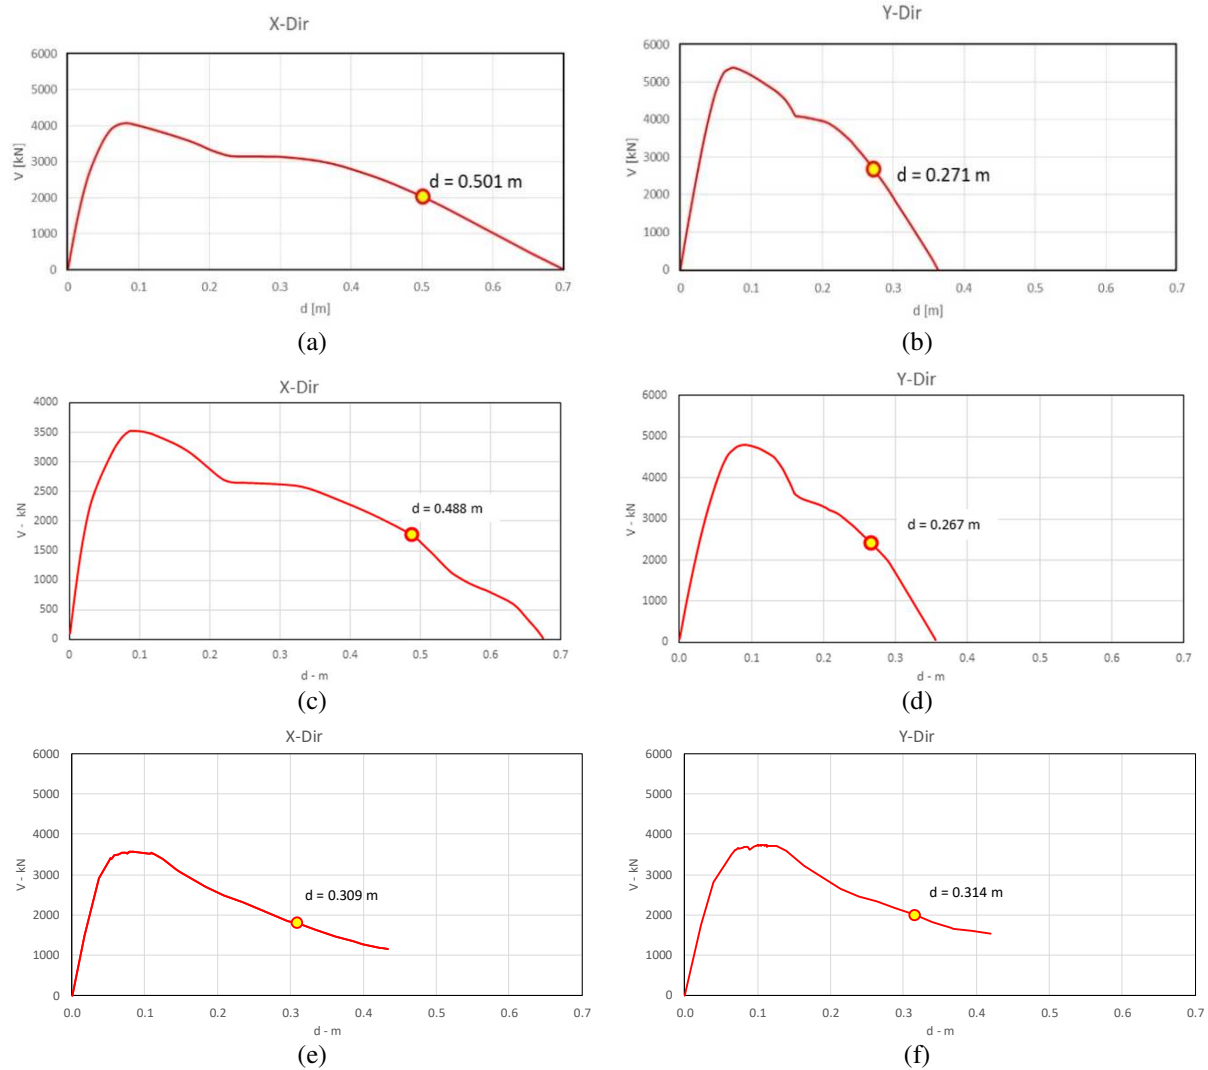 X-Dir
6000
5000
4000
3000
2000
1000
0
V [kN]
d = 0.501 m
0 0.1 0.2 0.3 0.4 0.5 0.6 0.7
d [m]
(a)
Y-Dir
6000
5000
4000
3000
2000
1000
0
V [kN]
d = 0.271 m
0 0.1 0.2 0.3 0.4 0.5 0.6 0.7
d [m]
(b)
X-Dir
4000
3500
3000
2500
2000
1500
1000
500
0
V - kN
d = 0.488 m
0 0.1 0.2 0.3 0.4 0.5 0.6 0.7
d - m
(c)
Y-Dir
6000
5000
4000
3000
2000
1000
0
V - kN
d = 0.267 m
0.0 0.1 0.2 0.3 0.4 0.5 0.6 0.7
d - m
(d)
X-Dir
6000
5000
4000
3000
2000
1000
0
V - kN
d = 0.309 m
0.0 0.1 0.2 0.3 0.4 0.5 0.6 0.7
d - m
(e)
Y-Dir
6000
5000
4000
3000
2000
1000
0
V - kN
d = 0.314 m
0.0 0.1 0.2 0.3 0.4 0.5 0.6 0.7
d - m
(f)